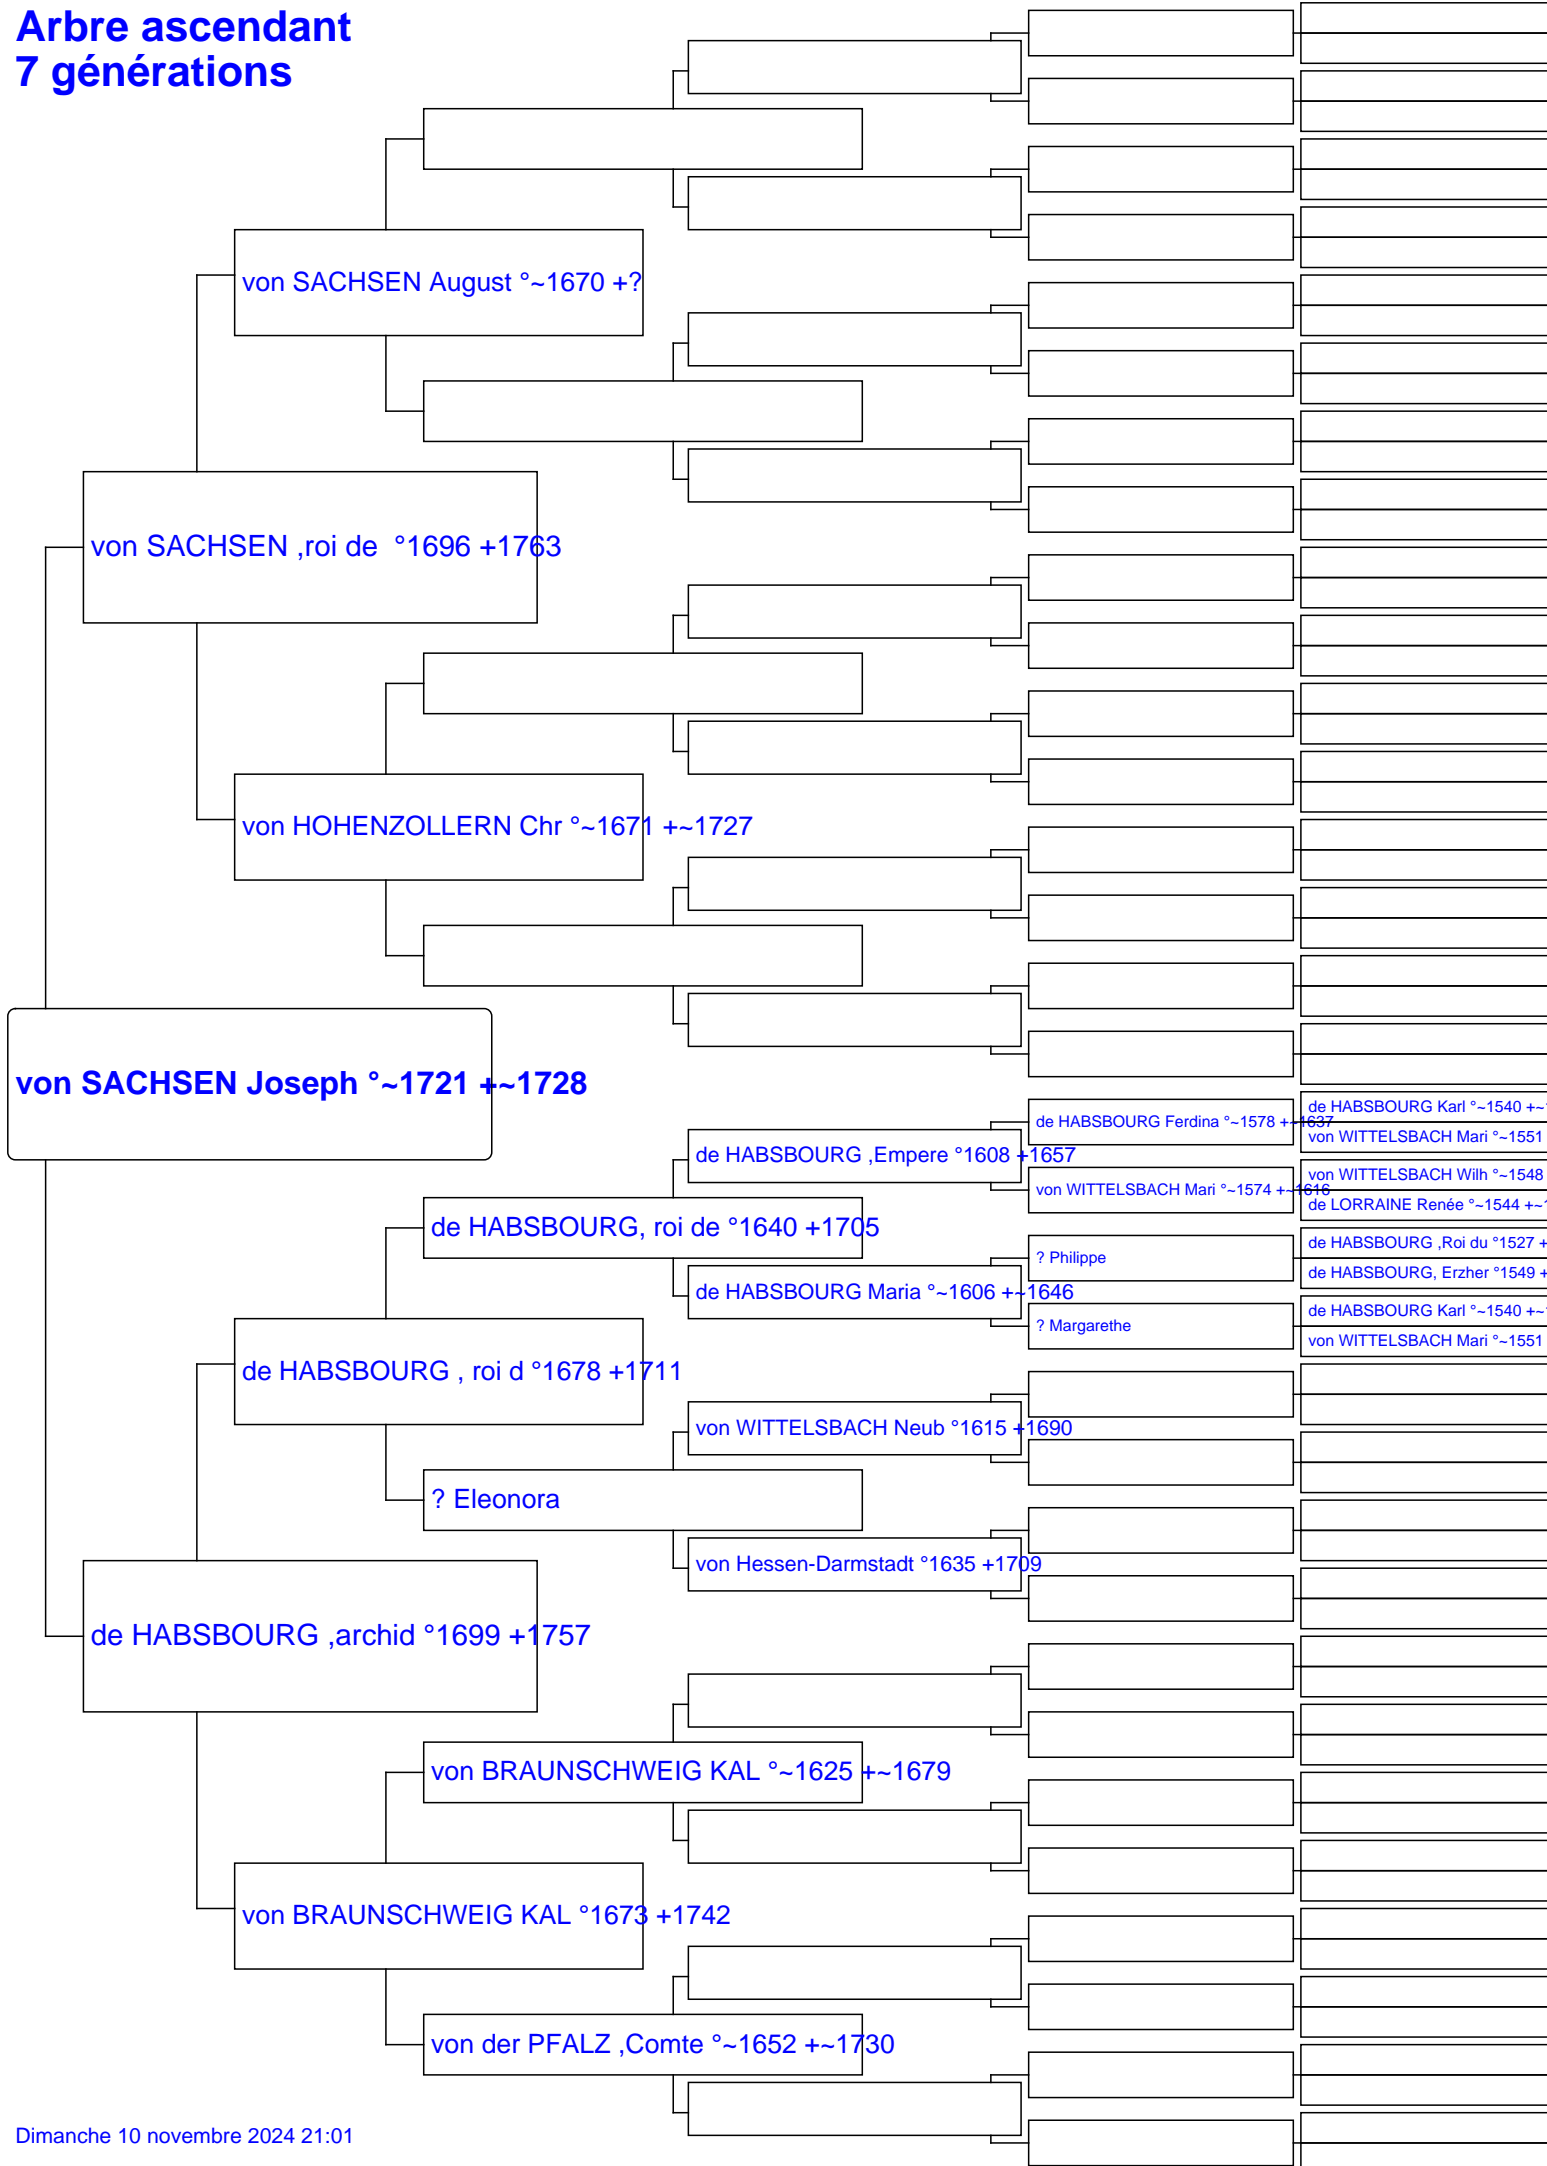 Arbre ascendant
7 générations
von SACHSEN August °~1670 +?
von SACHSEN ,roi de  °1696 +1763
von HOHENZOLLERN Chr °~1671 +~1727
von SACHSEN Joseph °~1721 +~1728
de HABSBOURG Karl °~1540 +~
de HABSBOURG Ferdina °~1578 +~1637
von WITTELSBACH Mari °~1551
de HABSBOURG ,Empere °1608 +1657
von WITTELSBACH Wilh °~1548
von WITTELSBACH Mari °~1574 +~1616
de LORRAINE Renée °~1544 +~
de HABSBOURG, roi de °1640 +1705
de HABSBOURG ,Roi du °1527 +
? Philippe
de HABSBOURG, Erzher °1549 +
de HABSBOURG Maria °~1606 +~1646
de HABSBOURG Karl °~1540 +~
? Margarethe
von WITTELSBACH Mari °~1551
de HABSBOURG , roi d °1678 +1711
von WITTELSBACH Neub °1615 +1690
? Eleonora
von Hessen-Darmstadt °1635 +1709
de HABSBOURG ,archid °1699 +1757
von BRAUNSCHWEIG KAL °~1625 +~1679
von BRAUNSCHWEIG KAL °1673 +1742
von der PFALZ ,Comte °~1652 +~1730
Dimanche 10 novembre 2024 21:01